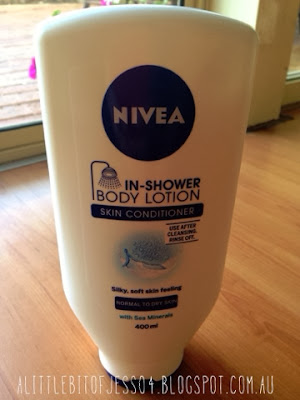 NIVEA
IN-SHOWER
BODY LOTION
SKIN CONDITIONER
USE AFTER
CLEANSING.
RINSE OFF.
Silky, soft skin feeling
NORMAL TO DRY SKIN
with Sea Minerals
400ml
ALITTLEBITOFJESS04.BLOGSPOT.COM.AU